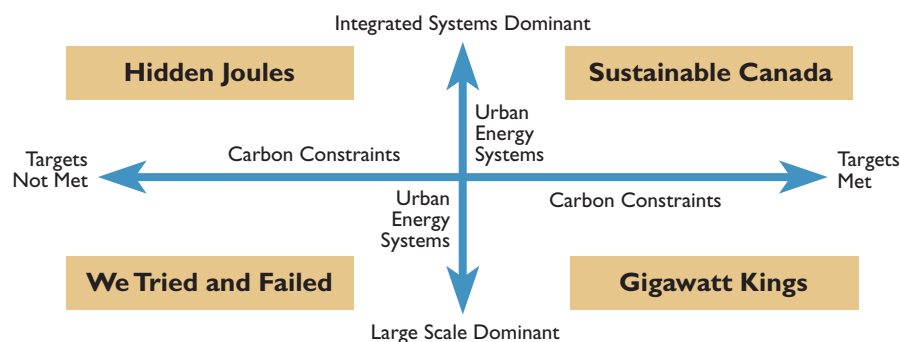 Integrated Systems Dominant
Hidden Joules
Sustainable Canada
Urban
Energy
Systems
Carbon Constraints
Targets
Not Met
Targets
Met
Urban
Energy
Systems
Carbon Constraints
We Tried and Failed
Gigawatt Kings
Large Scale Dominant